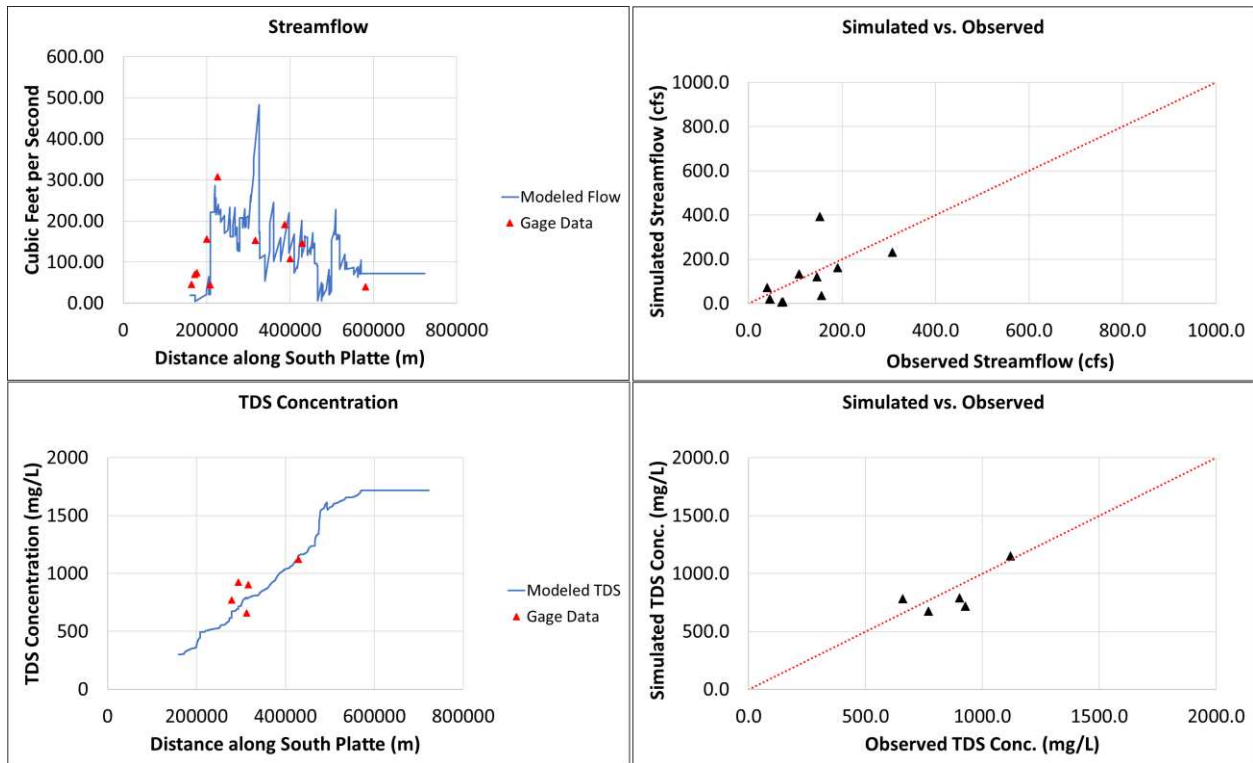 Streamflow
600.00
500.00
400.00
300.00
200.00
100.00
0.00
Cubic Feet per Second
0 200000 400000 600000 800000
Distance along South Platte (m)
Modeled Flow
Gage Data
Simulated vs. Observed
1000.0
800.0
600.0
400.0
200.0
0.0
Simulated Streamflow (cfs)
0.0 200.0 400.0 600.0 800.0 1000.0
Observed Streamflow (cfs)
TDS Concentration
2000
1500
1000
500
0
TDS Concentration (mg/L)
0 200000 400000 600000 800000
Distance along South Platte (m)
Modeled TDS
Gage Data
Simulated vs. Observed
2000.0
1500.0
1000.0
500.0
0.0
Simulated TDS Conc. (mg/L)
0.0 500.0 1000.0 1500.0 2000.0
Observed TDS Conc. (mg/L)